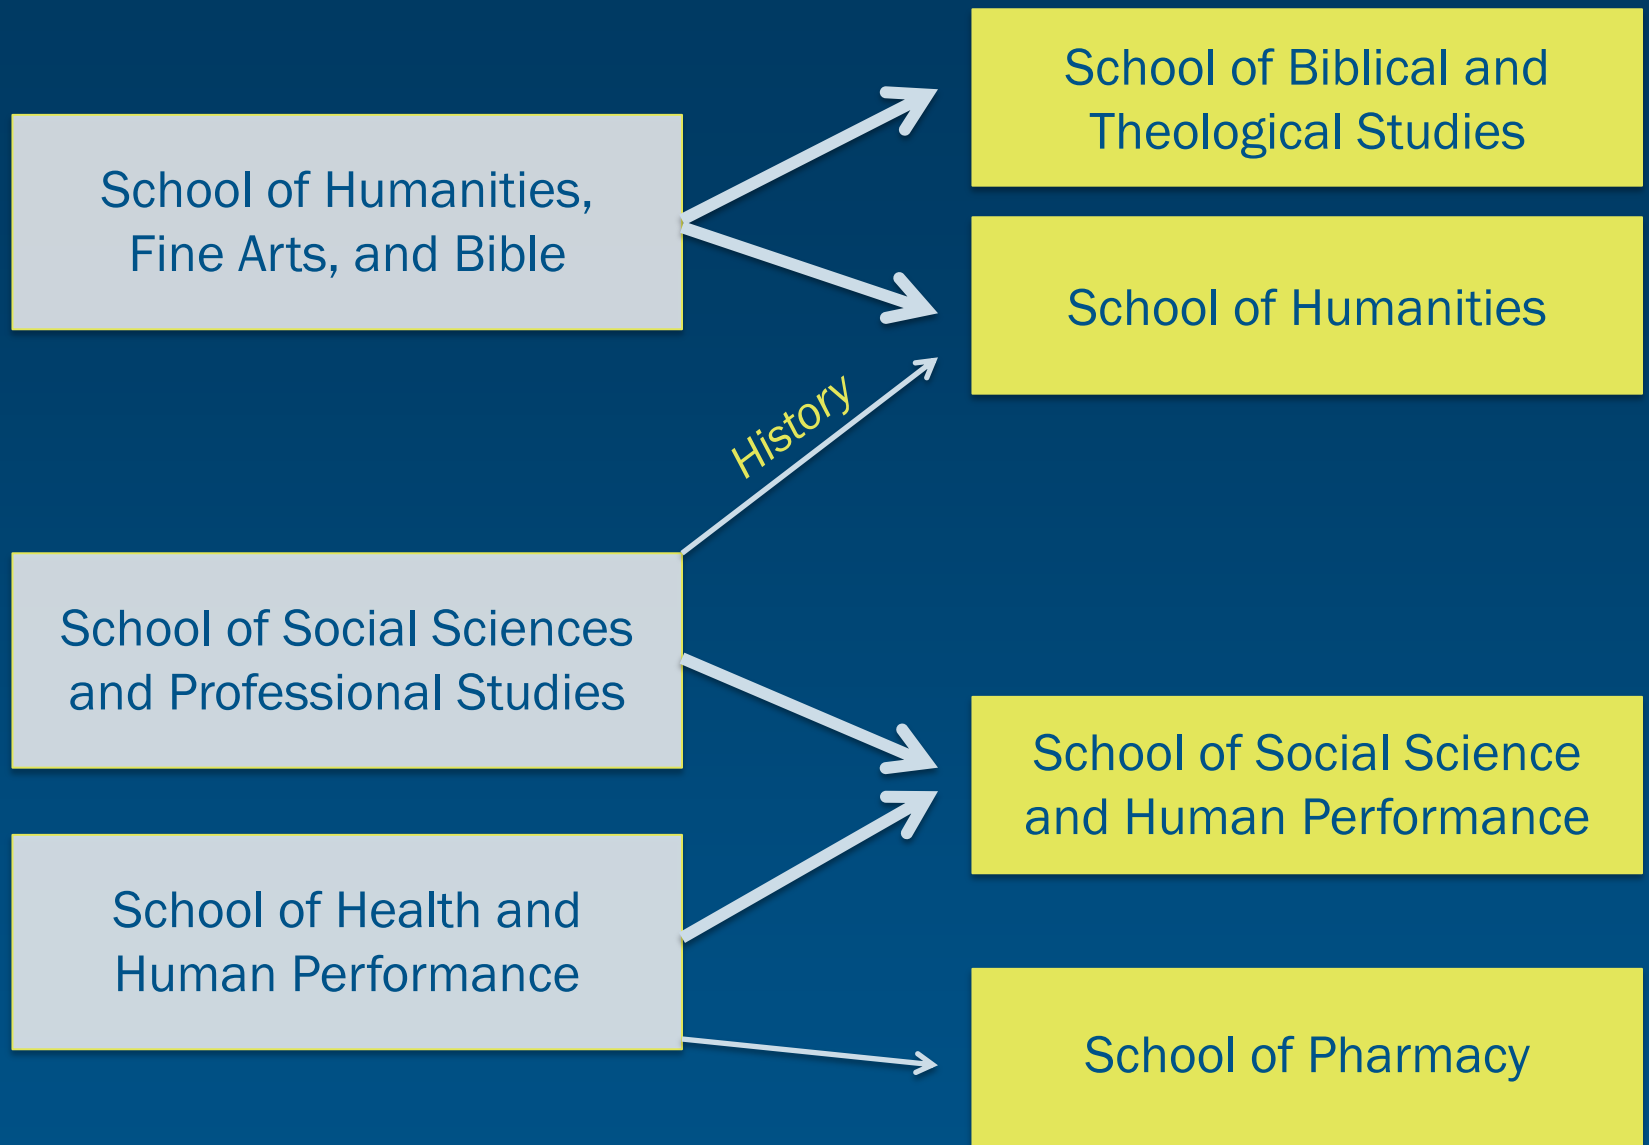 School of Humanities,
Fine Arts, and Bible
School of Social Sciences
and Professional Studies
School of Health and
Human Performance
History
School of Biblical and
Theological Studies
School of Humanities
School of Social Science
and Human Performance
School of Pharmacy